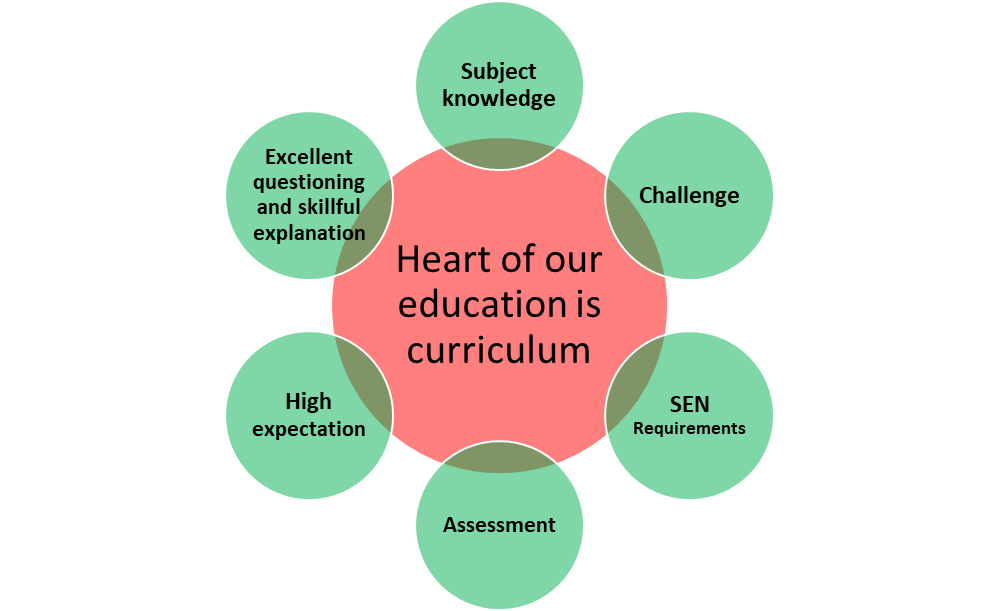 Subject
knowledge
Challenge
SEN
Requirements
Assessment
High
expectation
Excellent
questioning
and skillful
explanation
Heart of our
education is
curriculum